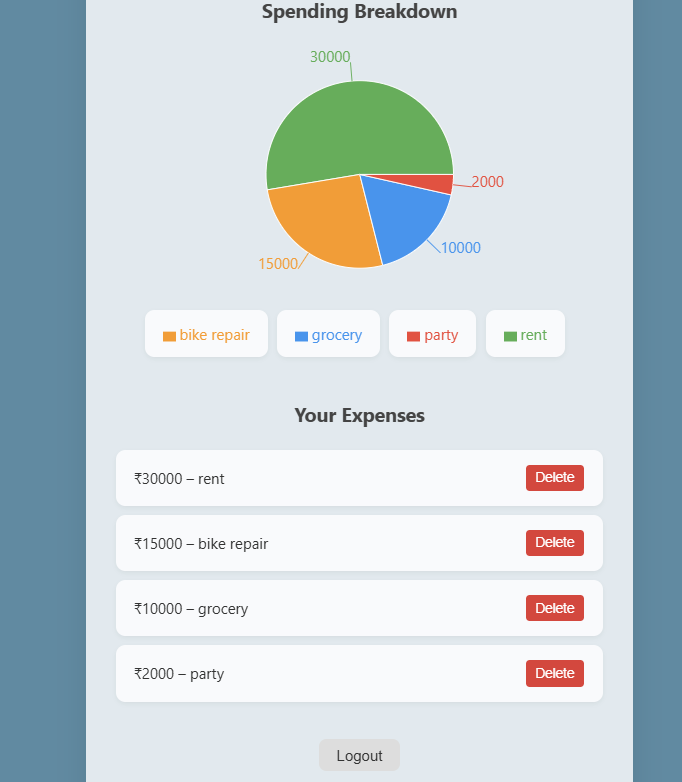 Spending Breakdown
30000
2000
10000
15000
bike repair grocery party rent
Your Expenses
₹30000 – rent Delete
₹15000 – bike repair Delete
₹10000 – grocery Delete
₹2000 – party Delete
Logout